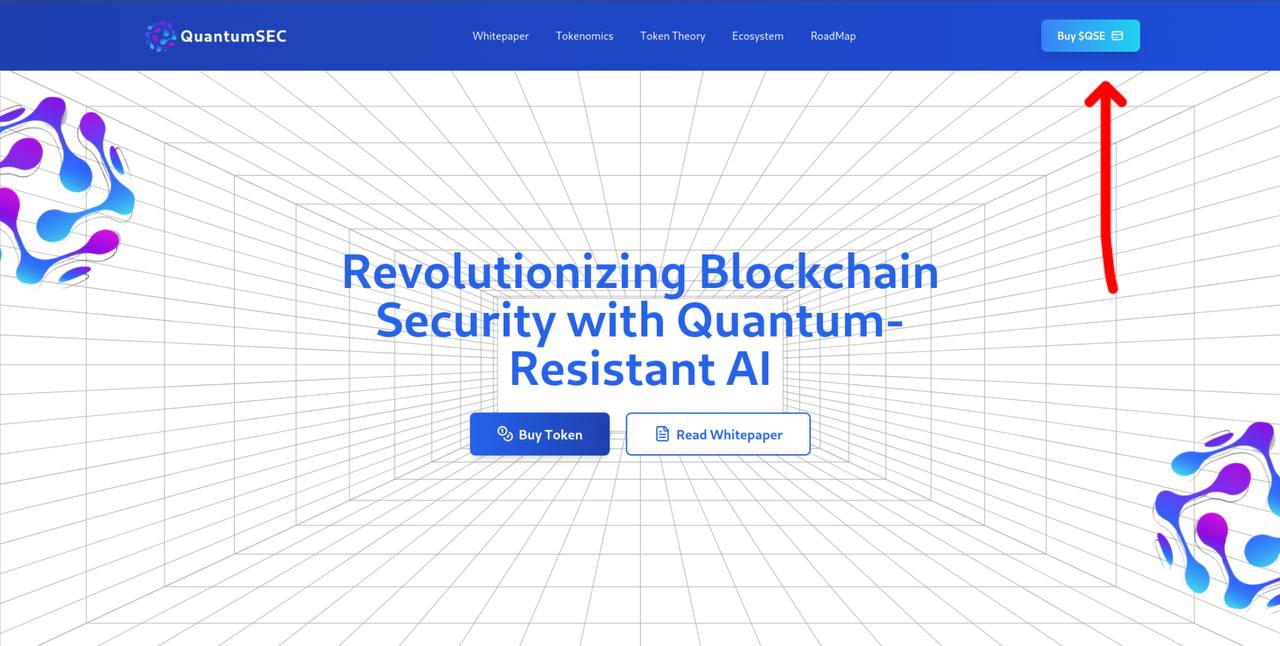 QuantumSEC
Whitepaper Tokenomics Token Theory Ecosystem RoadMap
Buy $QSE
Revolutionizing Blockchain
Security with Quantum-
Resistant AI
Buy Token
Read Whitepaper